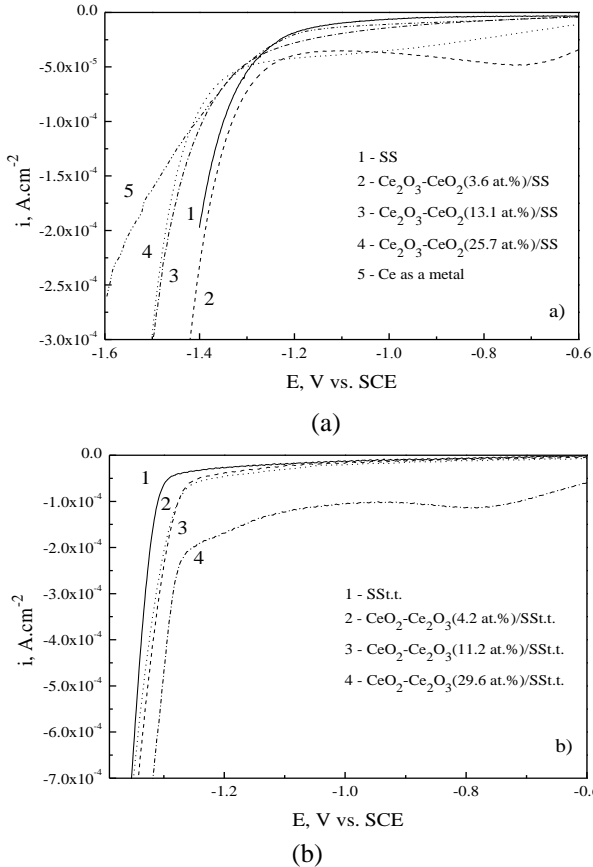 0.0
-5.0x10⁻⁵
-1.0x10⁻⁴
-1.5x10⁻⁴
-2.0x10⁻⁴
-2.5x10⁻⁴
-3.0x10⁻⁴
i, A.cm⁻²
1 - SS
2 - Ce₂O₃-CeO₂(3.6 at.%)/SS
3 - Ce₂O₃-CeO₂(13.1 at.%)/SS
4 - Ce₂O₃-CeO₂(25.7 at.%)/SS
5 - Ce as a metal
5
1
4
3
2
a)
-1.6 -1.4 -1.2 -1.0 -0.8 -0.6
E, V vs. SCE
(a)
0.0
-1.0x10⁻⁴
-2.0x10⁻⁴
-3.0x10⁻⁴
-4.0x10⁻⁴
-5.0x10⁻⁴
-6.0x10⁻⁴
-7.0x10⁻⁴
i, A.cm⁻²
1
2
3
4
1 - SSt.t.
2 - CeO₂-Ce₂O₃(4.2 at.%)/SSt.t.
3 - CeO₂-Ce₂O₃(11.2 at.%)/SSt.t.
4 - CeO₂-Ce₂O₃(29.6 at.%)/SSt.t.
b)
-1.2 -1.0 -0.8
E, V vs. SCE
(b)